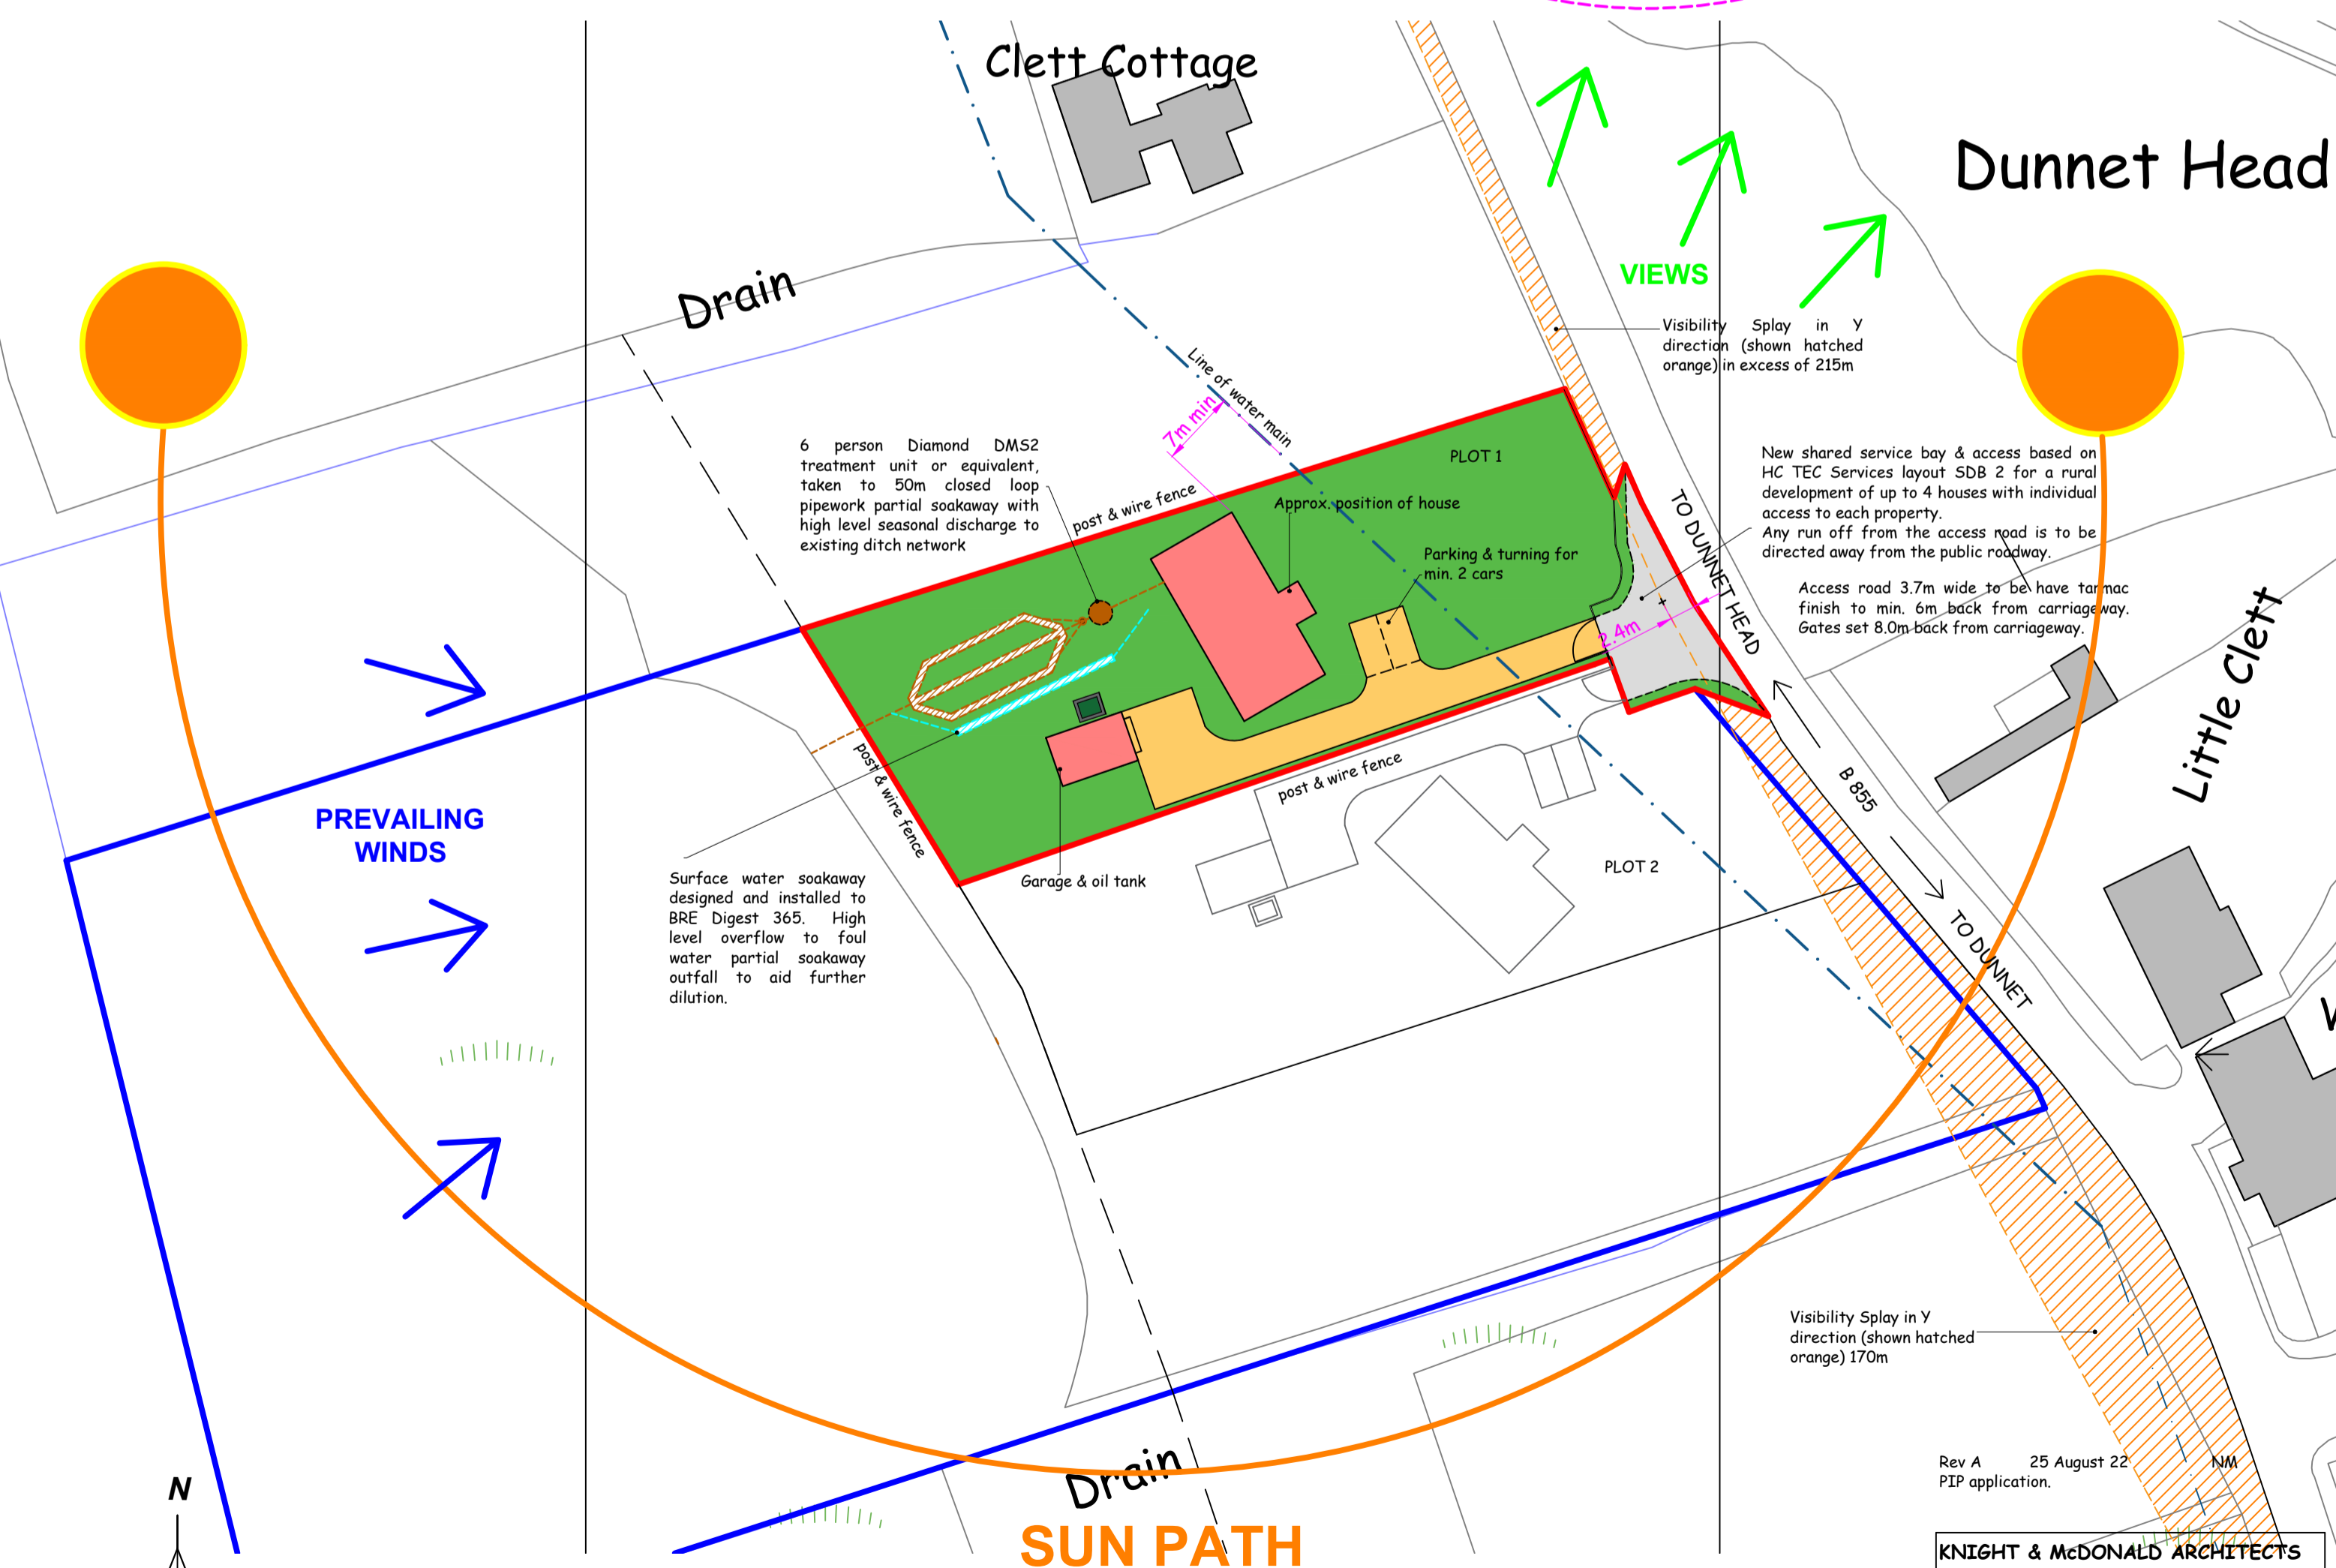 Clett Cottage
Dunnet Head
VIEWS
Drain
Visibility Splay in Y
direction (shown hatched
orange) in excess of 215m
Line of water main
7m min
6 person Diamond DMS2
treatment unit or equivalent,
taken to 50m closed loop
pipework partial soakaway with
high level seasonal discharge to
existing ditch network
PLOT 1
post & wire fence
Approx. position of house
Parking & turning for
min. 2 cars
New shared service bay & access based on
HC TEC Services layout SDB 2 for a rural
development of up to 4 houses with individual
access to each property.
Any run off from the access road is to be
directed away from the public roadway.
Access road 3.7m wide to be have tarmac
finish to min. 6m back from carriageway.
Gates set 8.0m back from carriageway.
TO DUNNET HEAD
2.4m
Little Clett
B 855
PREVAILING
WINDS
post & wire fence
post & wire fence
PLOT 2
Garage & oil tank
Surface water soakaway
designed and installed to
BRE Digest 365. High
level overflow to foul
water partial soakaway
outfall to aid further
dilution.
TO DUNNET
Visibility Splay in Y
direction (shown hatched
orange) 170m
Drain
SUN PATH
N
Rev A 25 August 22 NM
PIP application.
KNIGHT & McDONALD ARCHITECTS